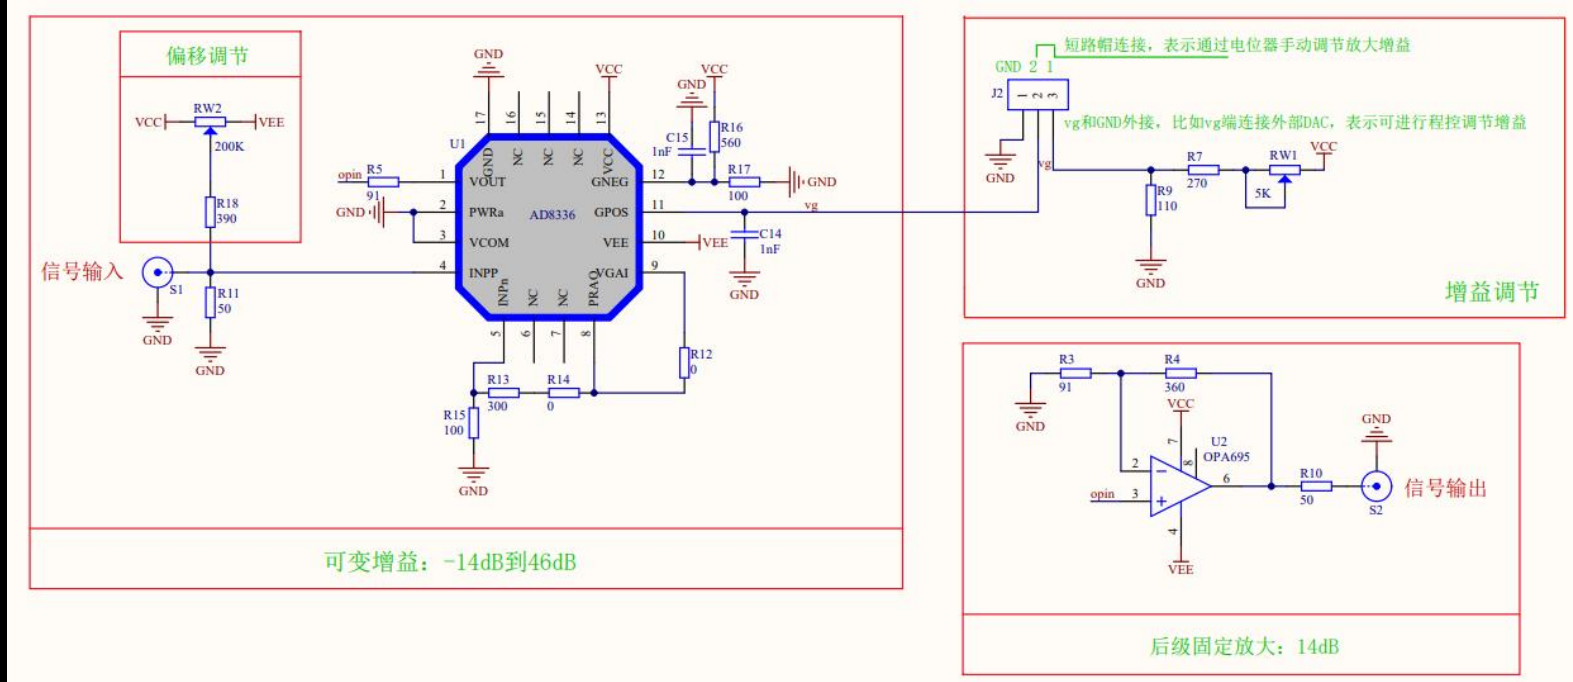 偏移调节
RW2
VCC
VEE
200K
R18
390
信号输入
S1
GND
R11
50
GND
opin
R5
91
GND
U1
GND
17
16
15
14
13
VCC
GND
NC
NC
NC
VCC
1
VOUT
2
PWRa
3
VCOM
4
INPP
AD8336
GNEG
12
GPOS
11
VEE
10
VEE
VGAI
9
INPn
NC
NC
PRAO
5
6
7
8
GND
C15
1nF
VCC
R16
560
R17
100
GND
vg
C14
1nF
GND
R12
0
R13
300
R14
0
R15
100
GND
可变增益：-14dB到46dB
短路帽连接，表示通过电位器手动调节放大增益
GND 2 1
J2
1
2
3
vg和GND外接，比如vg端连接外部DAC，表示可进行程控调节增益
GND
vg
R7
270
RW1
5K
VCC
R9
110
GND
增益调节
R3
91
R4
360
GND
VCC
7
8
U2
OPA695
2
opin
3
6
4
VEE
R10
50
GND
S2
信号输出
后级固定放大：14dB